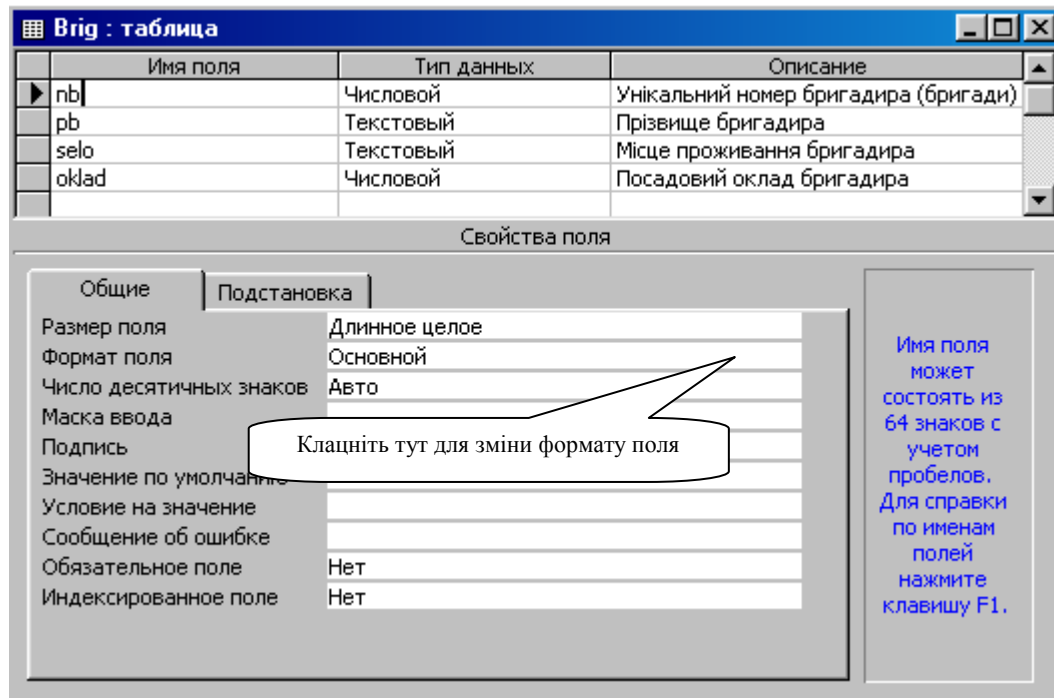 Brig : таблица
Имя поля Тип данных Описание
nb Числовой Унікальний номер бригадира (бригади)
pb Текстовый Прізвище бригадира
selo Текстовый Місце проживання бригадира
oklad Числовой Посадовий оклад бригадира
Свойства поля
Общие Подстановка
Размер поля Длинное целое
Формат поля Основной
Число десятичных знаков Авто
Маска ввода
Подпись
Клацніть тут для зміни формату поля
Значение по умолчанию
Условие на значение
Сообщение об ошибке
Обязательное поле Нет
Индексированное поле Нет
Имя поля
может
состоять из
64 знаков с
учетом
пробелов.
Для справки
по именам
полей
нажмите
клавишу F1.